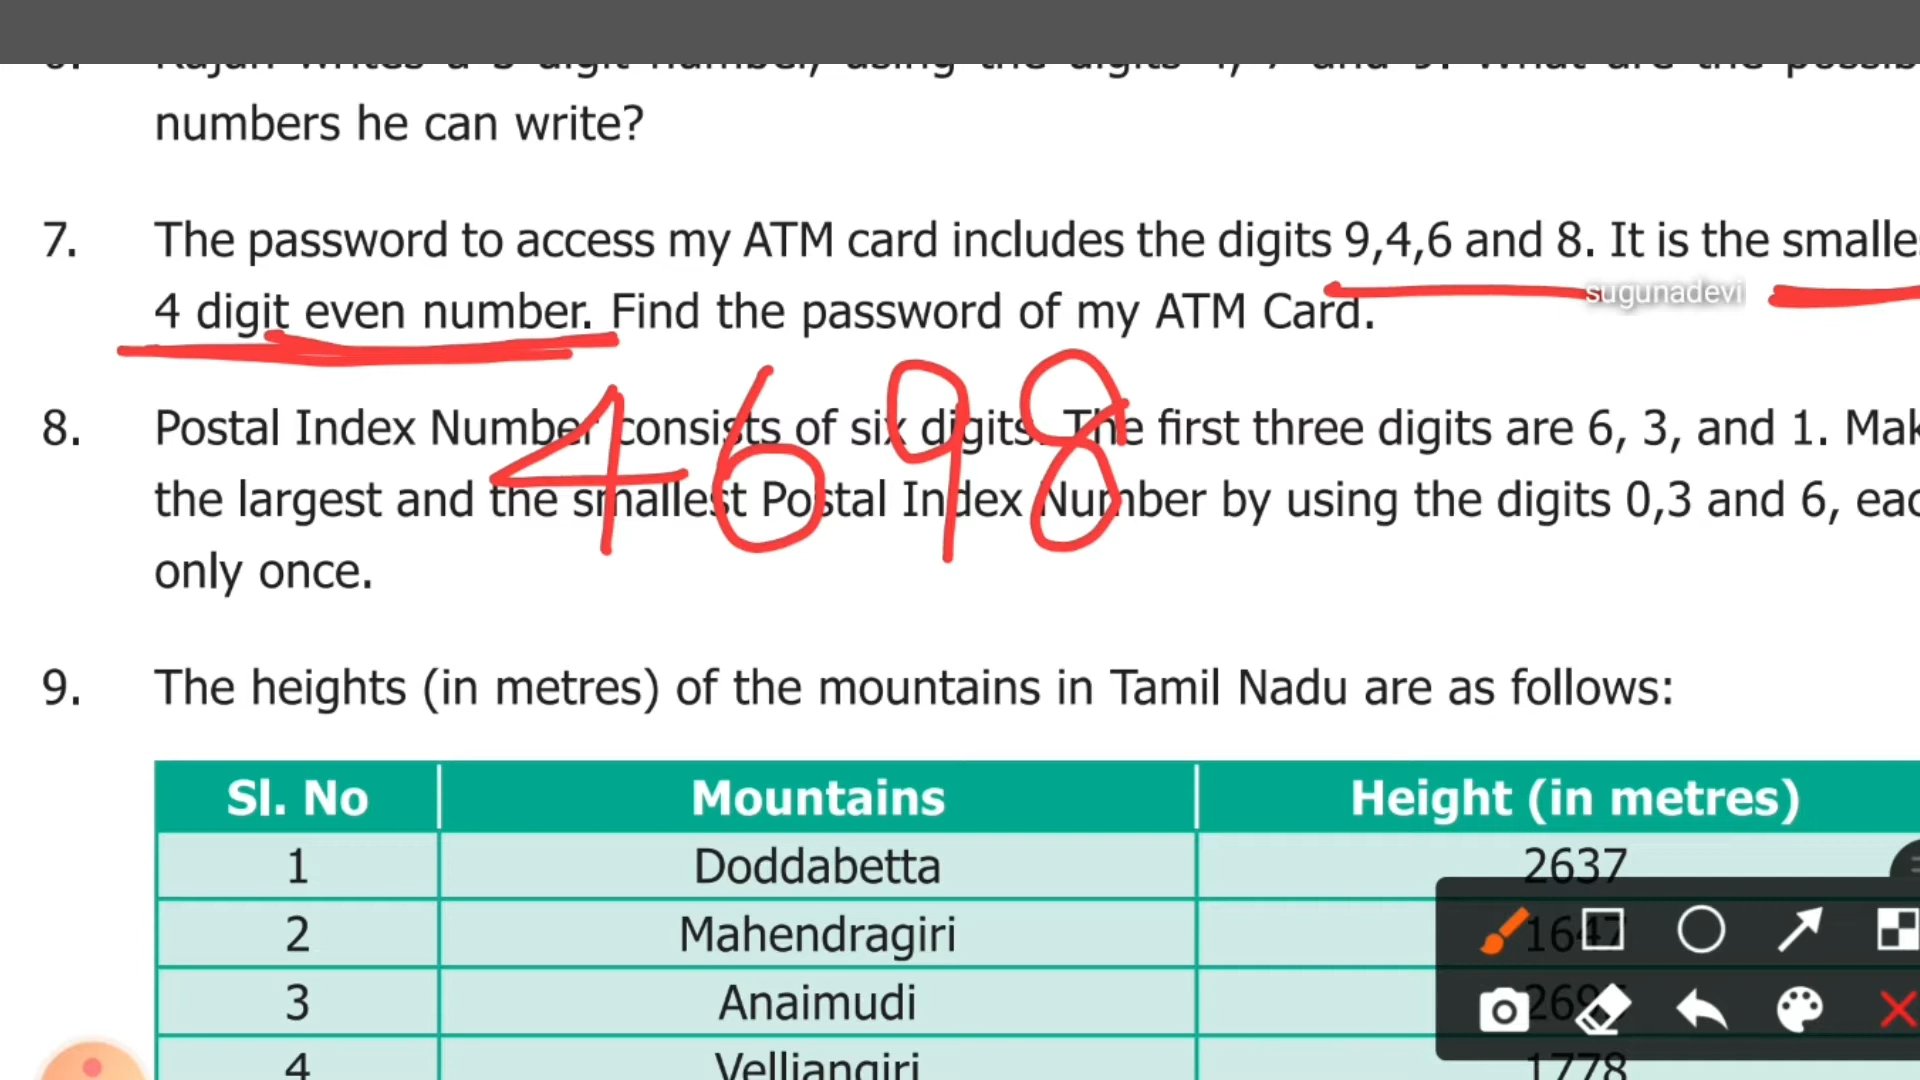 numbers he can write?
7. The password to access my ATM card includes the digits 9,4,6 and 8. It is the smalle
sugunadevi
4 digit even number. Find the password of my ATM Card.
4698
8. Postal Index Number consists of six digits. The first three digits are 6, 3, and 1. Mak
the largest and the smallest Postal Index Number by using the digits 0,3 and 6, eac
only once.
9. The heights (in metres) of the mountains in Tamil Nadu are as follows:
Sl. No Mountains Height (in metres)
1 Doddabetta 2637
2 Mahendragiri 1647
3 Anaimudi
4 Velliangiri 1778